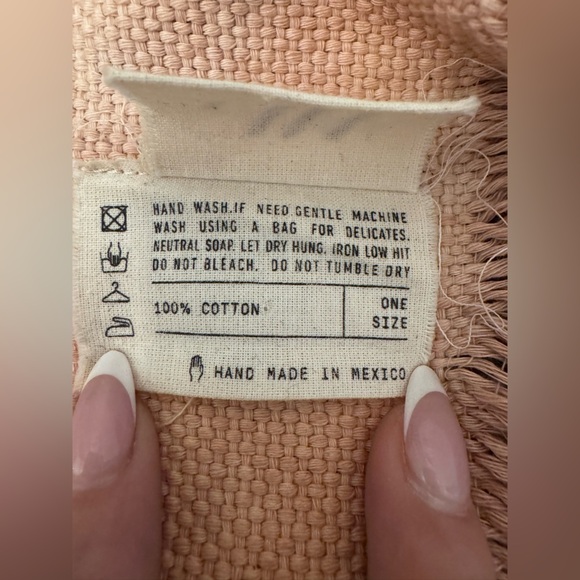 HAND WASH.IF NEED GENTLE MACHINE
WASH USING A BAG FOR DELICATES.
NEUTRAL SOAP. LET DRY HUNG. IRON LOW HIT
DO NOT BLEACH. DO NOT TUMBLE DRY
100% COTTON
ONE
SIZE
HAND MADE IN MEXICO